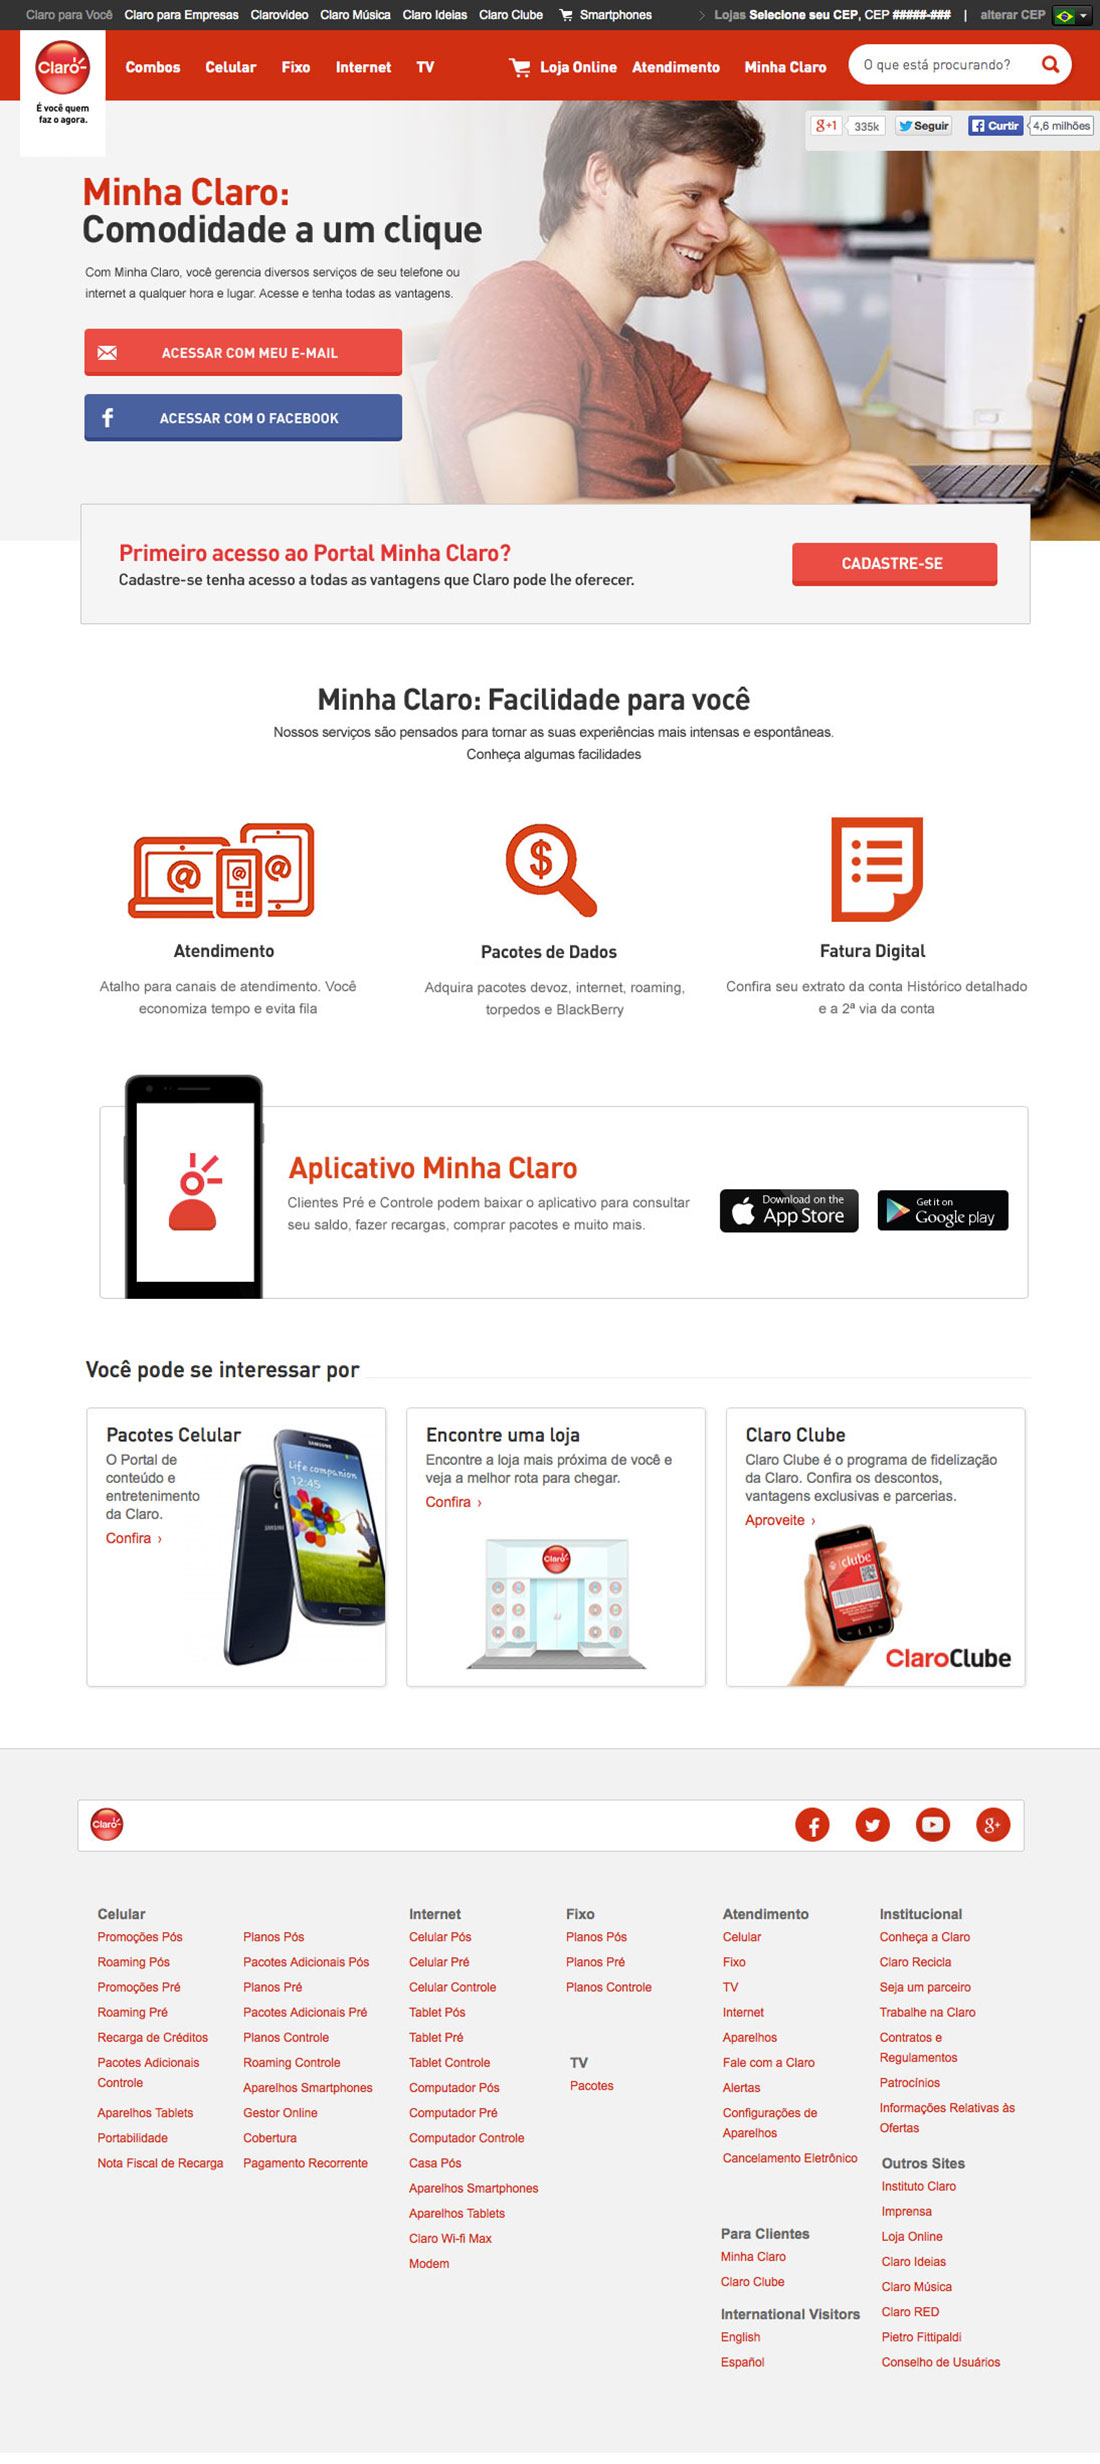 Claro para Você Claro para Empresas Clarovideo Claro Música Claro Ideias Claro Clube Smartphones Lojas Selecione seu CEP, CEP #####-### | alterar CEP
Claro
É você quem
faz o agora.
Combos Celular Fixo Internet TV Loja Online Atendimento Minha Claro O que está procurando?
g+1 335k Seguir Curtir 4,6 milhões
Minha Claro:
Comodidade a um clique
Com Minha Claro, você gerencia diversos serviços de seu telefone ou
internet a qualquer hora e lugar. Acesse e tenha todas as vantagens.
ACESSAR COM MEU E-MAIL
ACESSAR COM O FACEBOOK
Primeiro acesso ao Portal Minha Claro?
Cadastre-se tenha acesso a todas as vantagens que Claro pode lhe oferecer.
CADASTRE-SE
Minha Claro: Facilidade para você
Nossos serviços são pensados para tornar as suas experiências mais intensas e espontâneas.
Conheça algumas facilidades
@ @ @
$
Atendimento
Atalho para canais de atendimento. Você
economiza tempo e evita fila
Pacotes de Dados
Adquira pacotes devoz, internet, roaming,
torpedos e BlackBerry
Fatura Digital
Confira seu extrato da conta Histórico detalhado
e a 2ª via da conta
Aplicativo Minha Claro
Clientes Pré e Controle podem baixar o aplicativo para consultar
seu saldo, fazer recargas, comprar pacotes e muito mais.
Download on the
App Store
Get it on
Google play
Você pode se interessar por
Pacotes Celular
O Portal de
conteúdo e
entretenimento
da Claro.
Confira ›
SAMSUNG
Life companion
12:45
SAMSUNG
Encontre uma loja
Encontre a loja mais próxima de você e
veja a melhor rota para chegar.
Confira ›
Claro
Claro Clube
Claro Clube é o programa de fidelização
da Claro. Confira os descontos,
vantagens exclusivas e parcerias.
Aproveite ›
clube
ClaroClube
Claro
Celular
Promoções Pós
Roaming Pós
Promoções Pré
Roaming Pré
Recarga de Créditos
Pacotes Adicionais
Controle
Aparelhos Tablets
Portabilidade
Nota Fiscal de Recarga
Planos Pós
Pacotes Adicionais Pós
Planos Pré
Pacotes Adicionais Pré
Planos Controle
Roaming Controle
Aparelhos Smartphones
Gestor Online
Cobertura
Pagamento Recorrente
Internet
Celular Pós
Celular Pré
Celular Controle
Tablet Pós
Tablet Pré
Tablet Controle
Computador Pós
Computador Pré
Computador Controle
Casa Pós
Aparelhos Smartphones
Aparelhos Tablets
Claro Wi-fi Max
Modem
Fixo
Planos Pós
Planos Pré
Planos Controle
TV
Pacotes
Atendimento
Celular
Fixo
TV
Internet
Aparelhos
Fale com a Claro
Alertas
Configurações de
Aparelhos
Cancelamento Eletrônico
Para Clientes
Minha Claro
Claro Clube
International Visitors
English
Español
Institucional
Conheça a Claro
Claro Recicla
Seja um parceiro
Trabalhe na Claro
Contratos e
Regulamentos
Patrocínios
Informações Relativas às
Ofertas
Outros Sites
Instituto Claro
Imprensa
Loja Online
Claro Ideias
Claro Música
Claro RED
Pietro Fittipaldi
Conselho de Usuários